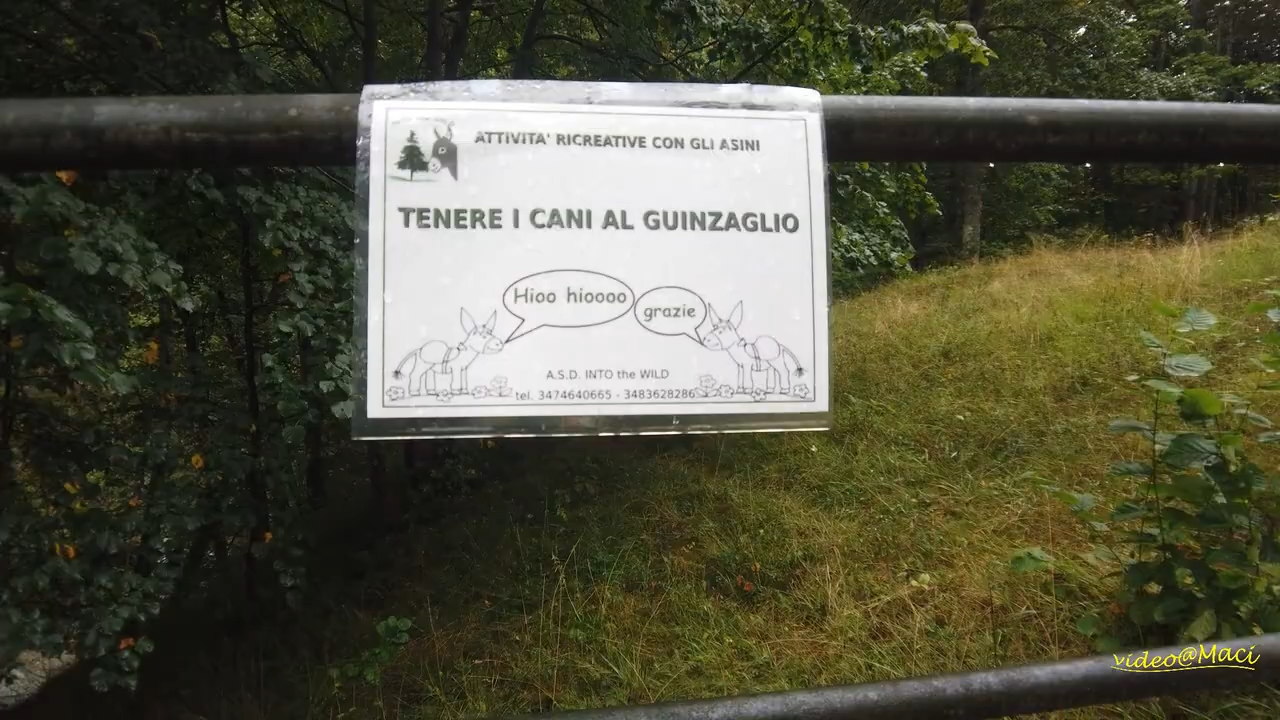 ATTIVITA' RICREATIVE CON GLI ASINI
TENERE I CANI AL GUINZAGLIO
Hioo hioooo
grazie
A.S.D. INTO the WILD
tel. 3474640665 - 3483628286
video@Maci